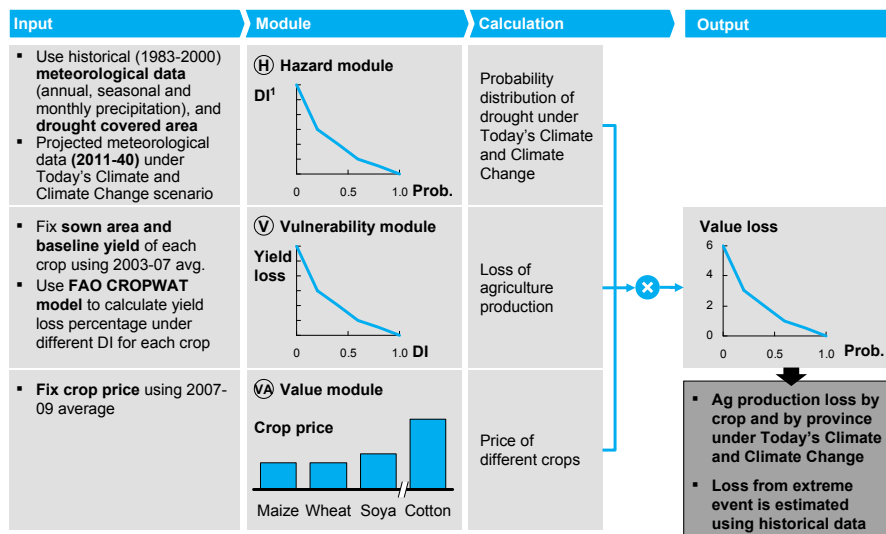 Input
Module
Calculation
Output
▪ Use historical (1983-2000)
meteorological data
(annual, seasonal and
monthly precipitation), and
drought covered area
▪ Projected meteorological
data (2011-40) under
Today's Climate and
Climate Change scenario
H Hazard module
DI¹
0 0.5 1.0 Prob.
Probability
distribution of
drought under
Today's Climate
and Climate
Change
▪ Fix sown area and
baseline yield of each
crop using 2003-07 avg.
▪ Use FAO CROPWAT
model to calculate yield
loss percentage under
different DI for each crop
V Vulnerability module
Yield
loss
0 0.5 1.0 DI
Loss of
agriculture
production
▪ Fix crop price using 2007-
09 average
VA Value module
Crop price
Maize Wheat Soya Cotton
Price of
different crops
×
Value loss
6
4
2
0
0 0.5 1.0
Prob.
▪ Ag production loss by
crop and by province
under Today's Climate
and Climate Change
▪ Loss from extreme
event is estimated
using historical data